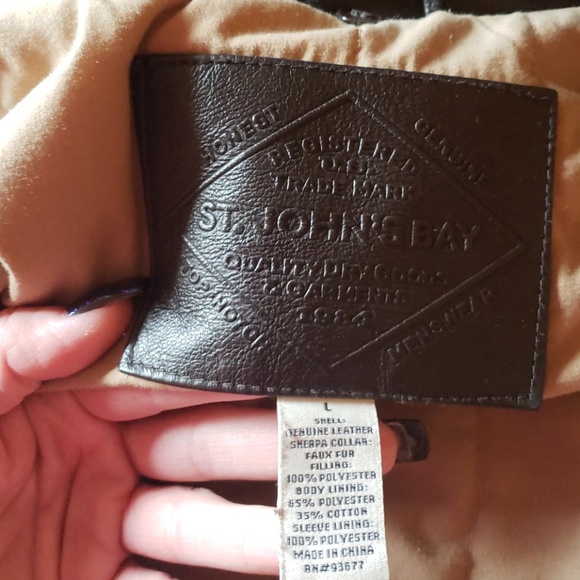 HONEST
GENUINE
REGISTERED
TRADE MARK
ST. JOHN'S BAY
QUALITY DRY GOODS
& GARMENTS
1984
MENSWEAR
L
SHELL:
GENUINE LEATHER
SHERPA COLLAR:
FAUX FUR
FILLING:
100% POLYESTER
BODY LINING:
65% POLYESTER
35% COTTON
SLEEVE LINING:
100% POLYESTER
MADE IN CHINA
RN#93677